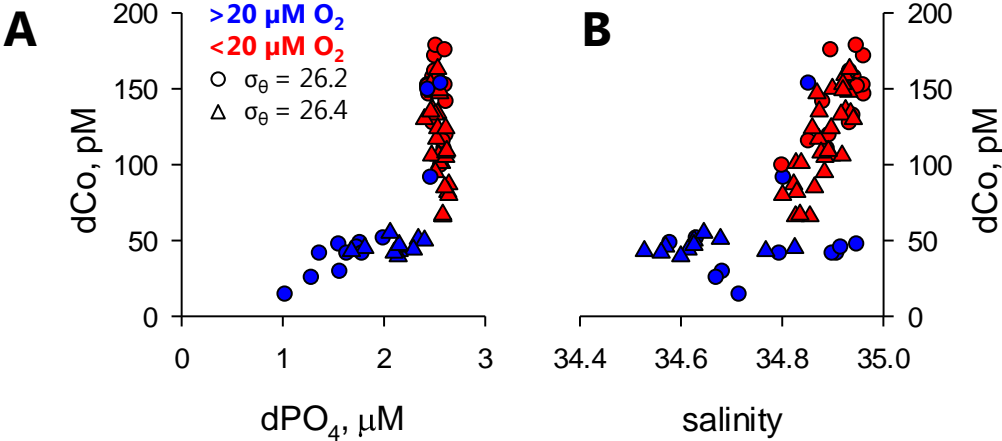 A
>20 µM O₂
<20 µM O₂
σθ = 26.2
σθ = 26.4
200
150
100
50
0
dCo, pM
0 1 2 3
dPO₄, µM
B
200
150
100
50
0
dCo, pM
34.4 34.6 34.8 35.0
salinity